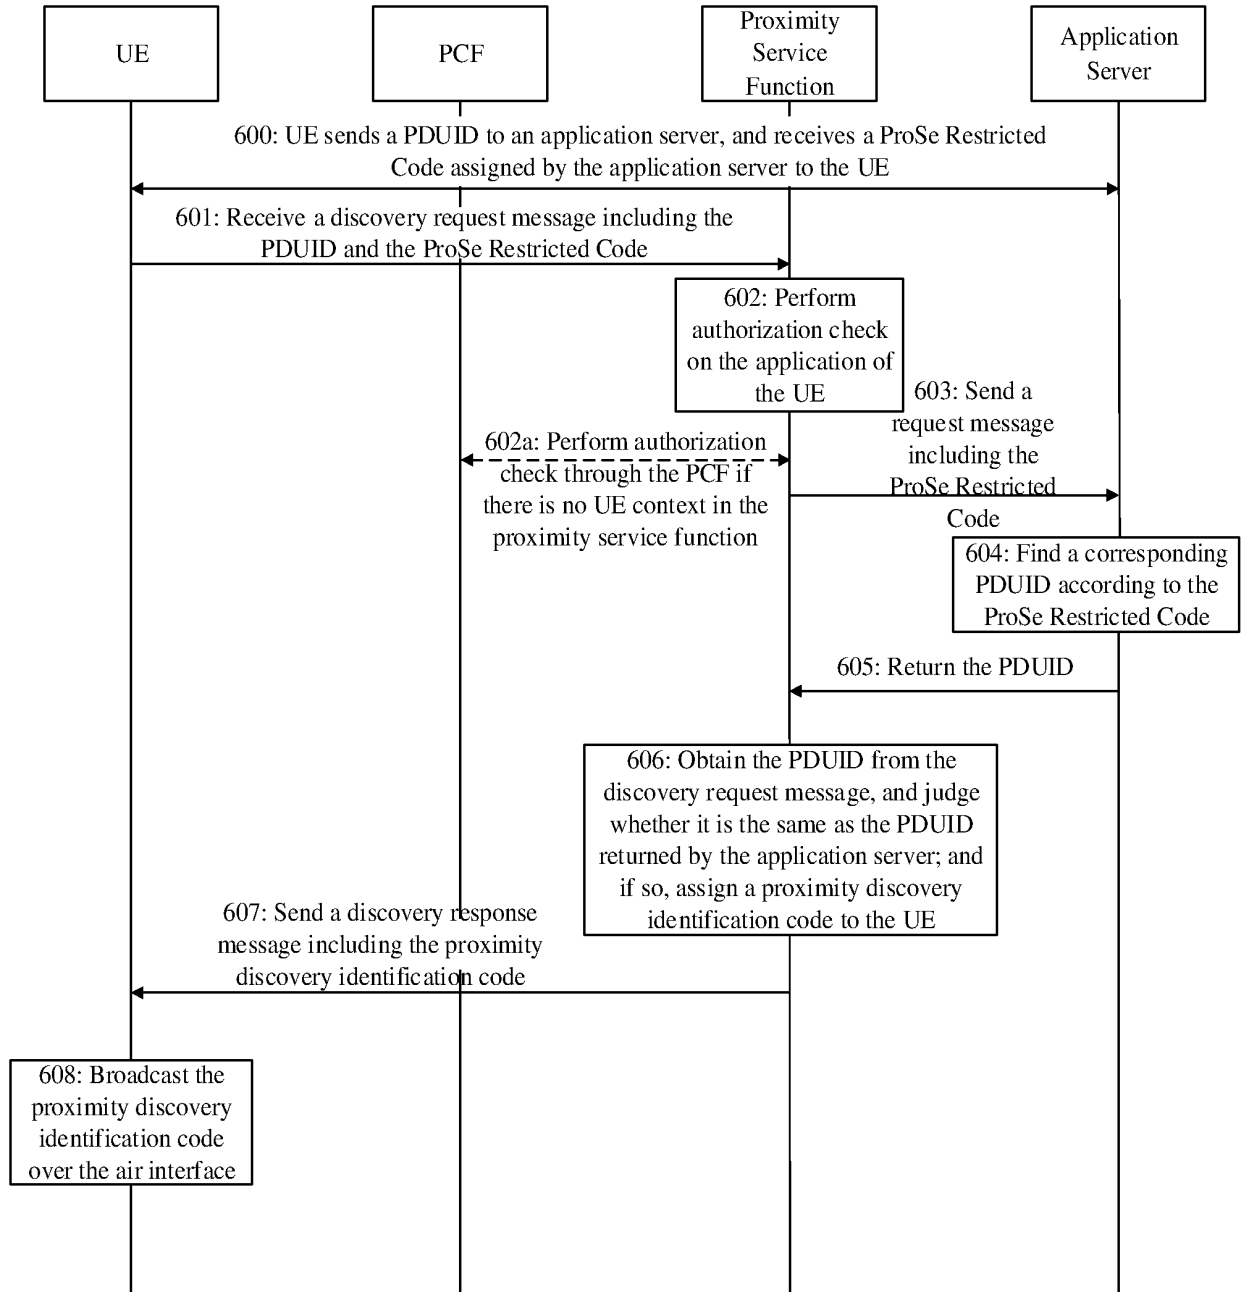 UE
PCF
Proximity
Service
Function
Application
Server
600: UE sends a PDUID to an application server, and receives a ProSe Restricted
Code assigned by the application server to the UE
601: Receive a discovery request message including the
PDUID and the ProSe Restricted Code
602: Perform
authorization check
on the application of
the UE
602a: Perform authorization
check through the PCF if
there is no UE context in the
proximity service function
603: Send a
request message
including the
ProSe Restricted
Code
604: Find a corresponding
PDUID according to the
ProSe Restricted Code
605: Return the PDUID
606: Obtain the PDUID from the
discovery request message, and judge
whether it is the same as the PDUID
returned by the application server; and
if so, assign a proximity discovery
identification code to the UE
607: Send a discovery response
message including the proximity
discovery identification code
608: Broadcast the
proximity discovery
identification code
over the air interface